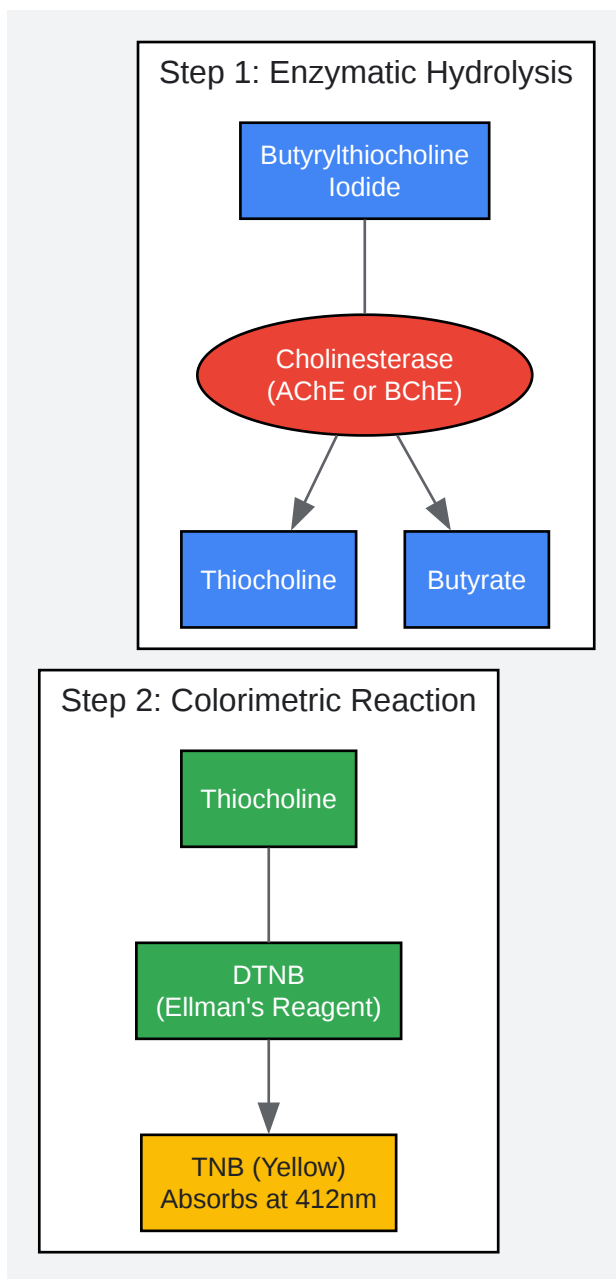 Step 1: Enzymatic Hydrolysis
Butyrylthiocholine
Iodide
Cholinesterase
(AChE or BChE)
Thiocholine
Butyrate
Step 2: Colorimetric Reaction
Thiocholine
DTNB
(Ellman's Reagent)
TNB (Yellow)
Absorbs at 412nm